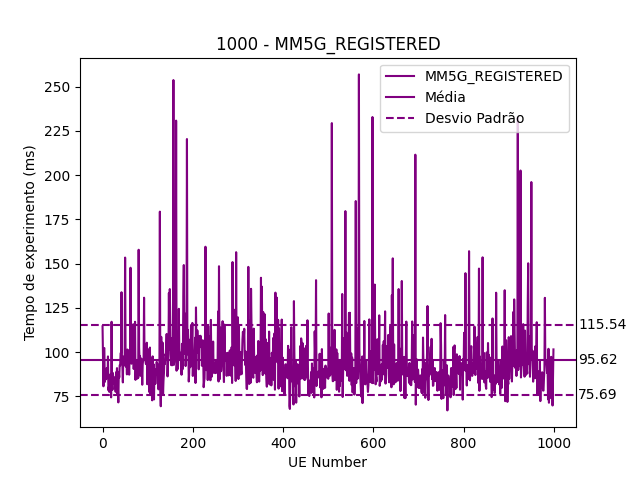 1000 - MM5G_REGISTERED
MM5G_REGISTERED
Média
Desvio Padrão
Tempo de experimento (ms)
250
225
200
175
150
125
100
75
115.54
95.62
75.69
0 200 400 600 800 1000
UE Number